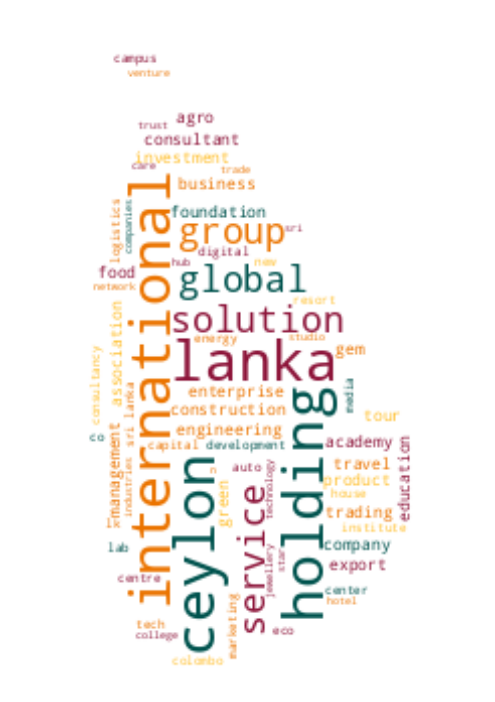 campus
venture
agro
trust
consultant
investment
care
trade
business
international
logistics
companies
foundation
group
sri
digital
hub
new
food
network
global
resort
solution
association
energy
studio
gem
lanka
consultancy
enterprise
media
construction
tour
holding
engineering
co
sri lanka
capital
development
academy
management
industries
ceylon
auto
technology
travel
education
green
service
product
house
trading
institute
lab
company
jewellery
star
export
centre
center
hotel
tech
college
marketing
eco
colombo